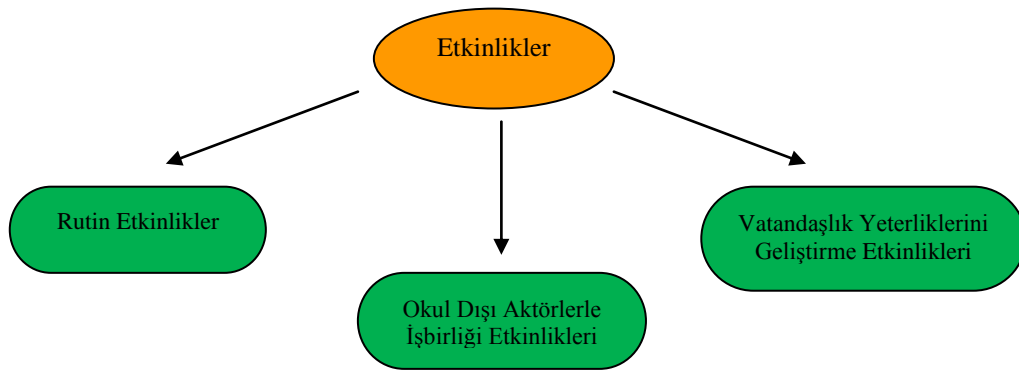 Etkinlikler
Rutin Etkinlikler
Vatandaşlık Yeterliklerini
Geliştirme Etkinlikleri
Okul Dışı Aktörlerle
İşbirliği Etkinlikleri